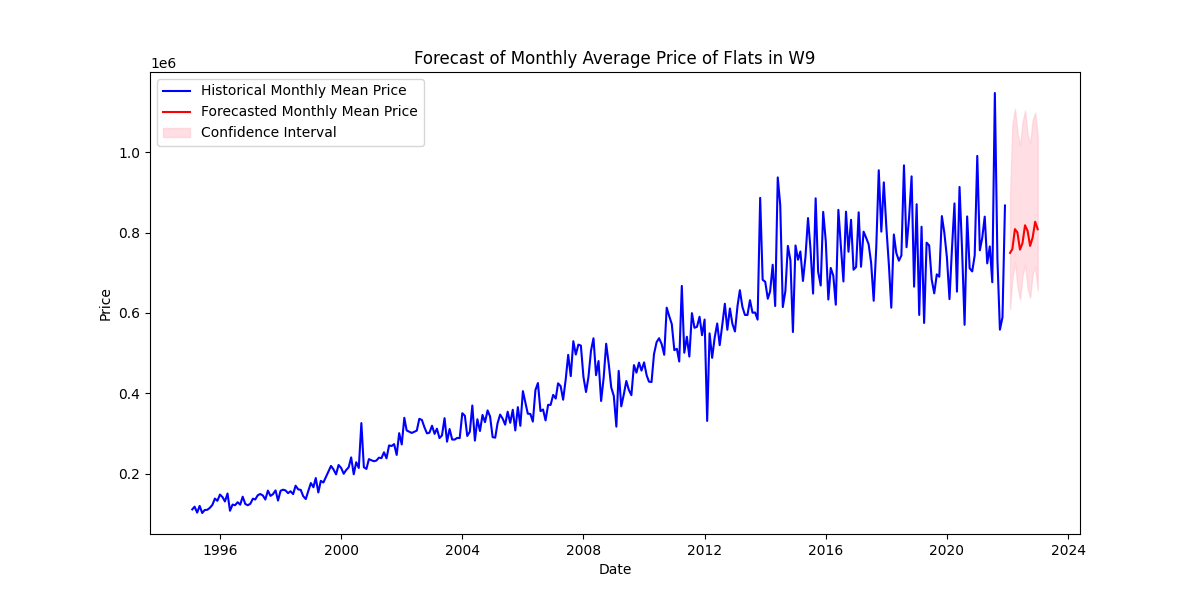 Forecast of Monthly Average Price of Flats in W9
1e6
Historical Monthly Mean Price
Forecasted Monthly Mean Price
Confidence Interval
1.0
0.8
0.6
0.4
0.2
Price
1996 2000 2004 2008 2012 2016 2020 2024
Date